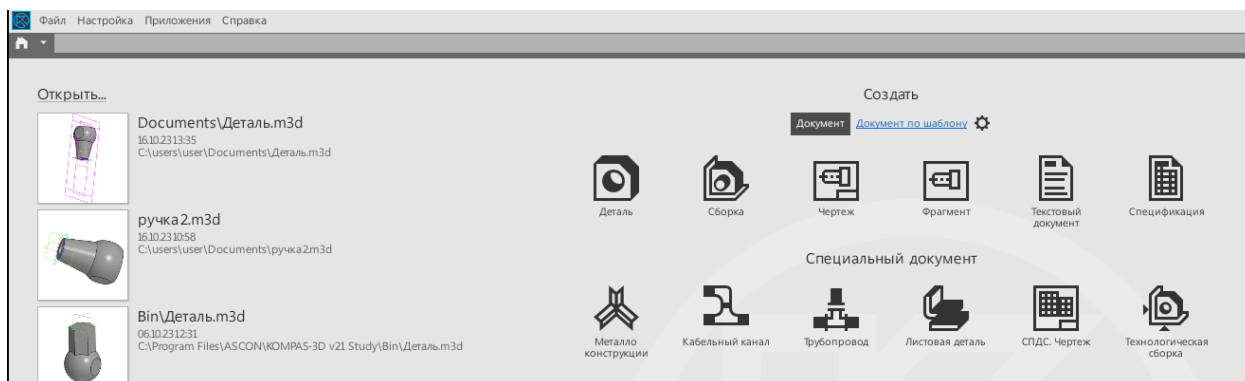 Файл Настройка Приложения Справка
Открыть...
Documents\Деталь.m3d
16.10.23 13:35
C:\users\user\Documents\Деталь.m3d
ручка2.m3d
16.10.23 10:58
C:\users\user\Documents\ручка2.m3d
Bin\Деталь.m3d
06.10.23 12:31
C:\Program Files\ASCON\KOMPAS-3D v21 Study\Bin\Деталь.m3d
Создать
Документ Документ по шаблону
Деталь Сборка Чертеж Фрагмент Текстовый документ Спецификация
Специальный документ
Металло конструкции Кабельный канал Трубопровод Листовая деталь СПДС. Чертеж Технологическая сборка